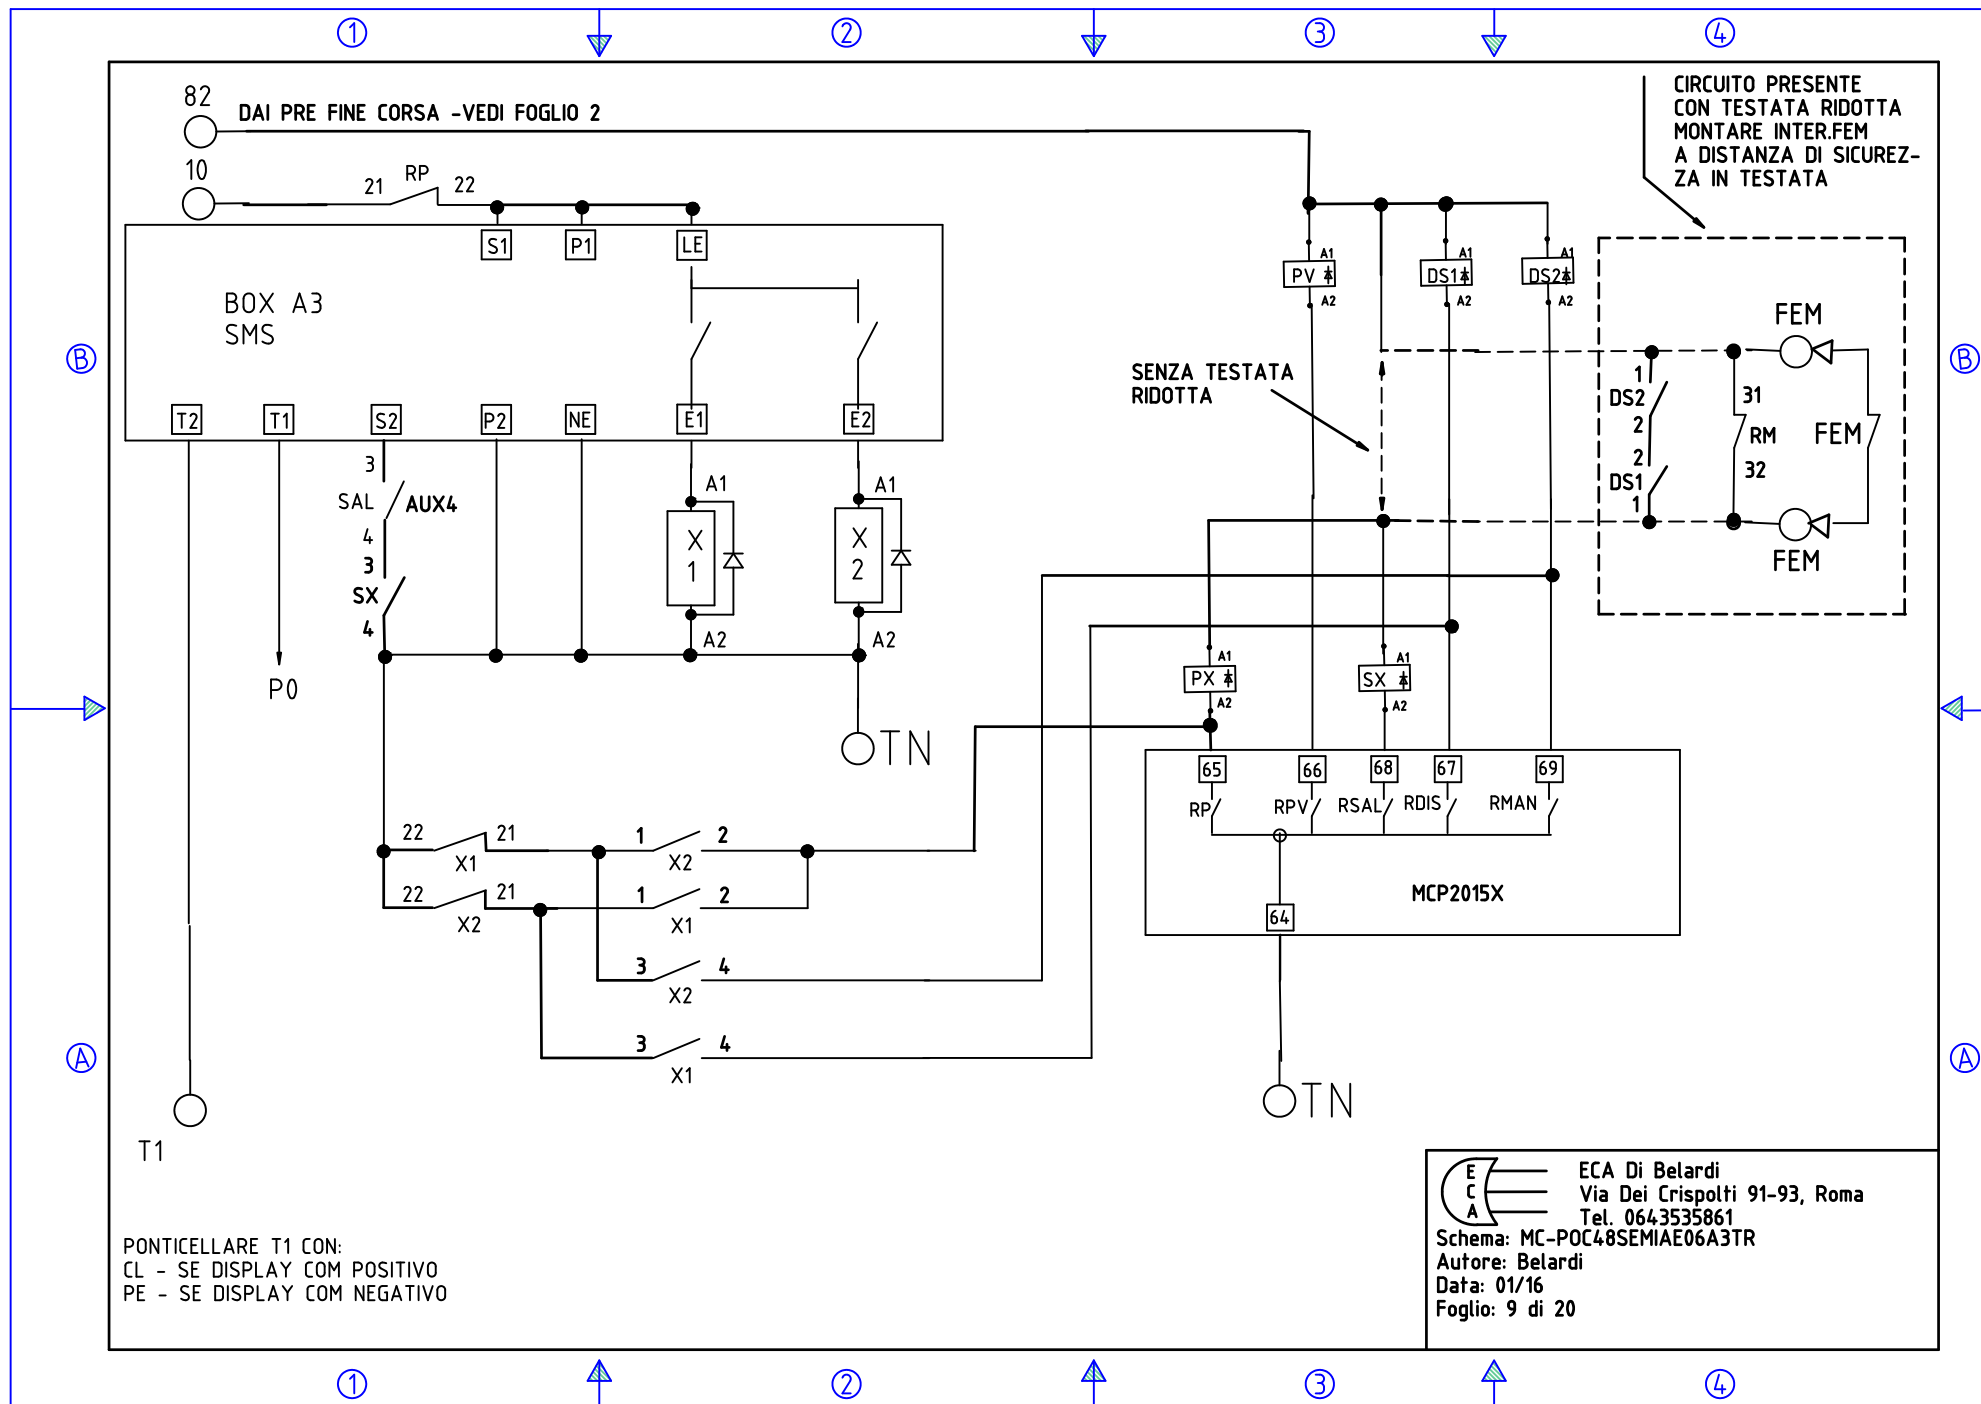 1 2 3 4
82
DAI PRE FINE CORSA -VEDI FOGLIO 2
10
21 RP 22
CIRCUITO PRESENTE
CON TESTATA RIDOTTA
MONTARE INTER.FEM
A DISTANZA DI SICUREZ-
ZA IN TESTATA
S1 P1 LE
BOX A3
SMS
T2 T1 S2 P2 NE E1 E2
A1 A1 A1
PV DS1 DS2
A2 A2 A2
B
B
SENZA TESTATA
RIDOTTA
FEM
1
DS2
2
2
DS1
1
31
RM
32
FEM
FEM
3
SAL AUX4
4
3
SX
4
A1
X
1
A2
A1
X
2
A2
P0
TN
A1
PX
A2
A1
SX
A2
65 66 68 67 69
RP RPV RSAL RDIS RMAN
MCP2015X
64
TN
22 21
X1
1 2
X2
22 21
X2
1 2
X1
3 4
X2
3 4
X1
A
A
T1
PONTICELLARE T1 CON:
CL - SE DISPLAY COM POSITIVO
PE - SE DISPLAY COM NEGATIVO
E
C
A
ECA Di Belardi
Via Dei Crispolti 91-93, Roma
Tel. 0643535861
Schema: MC-POC48SEMIAE06A3TR
Autore: Belardi
Data: 01/16
Foglio: 9 di 20
1 2 3 4